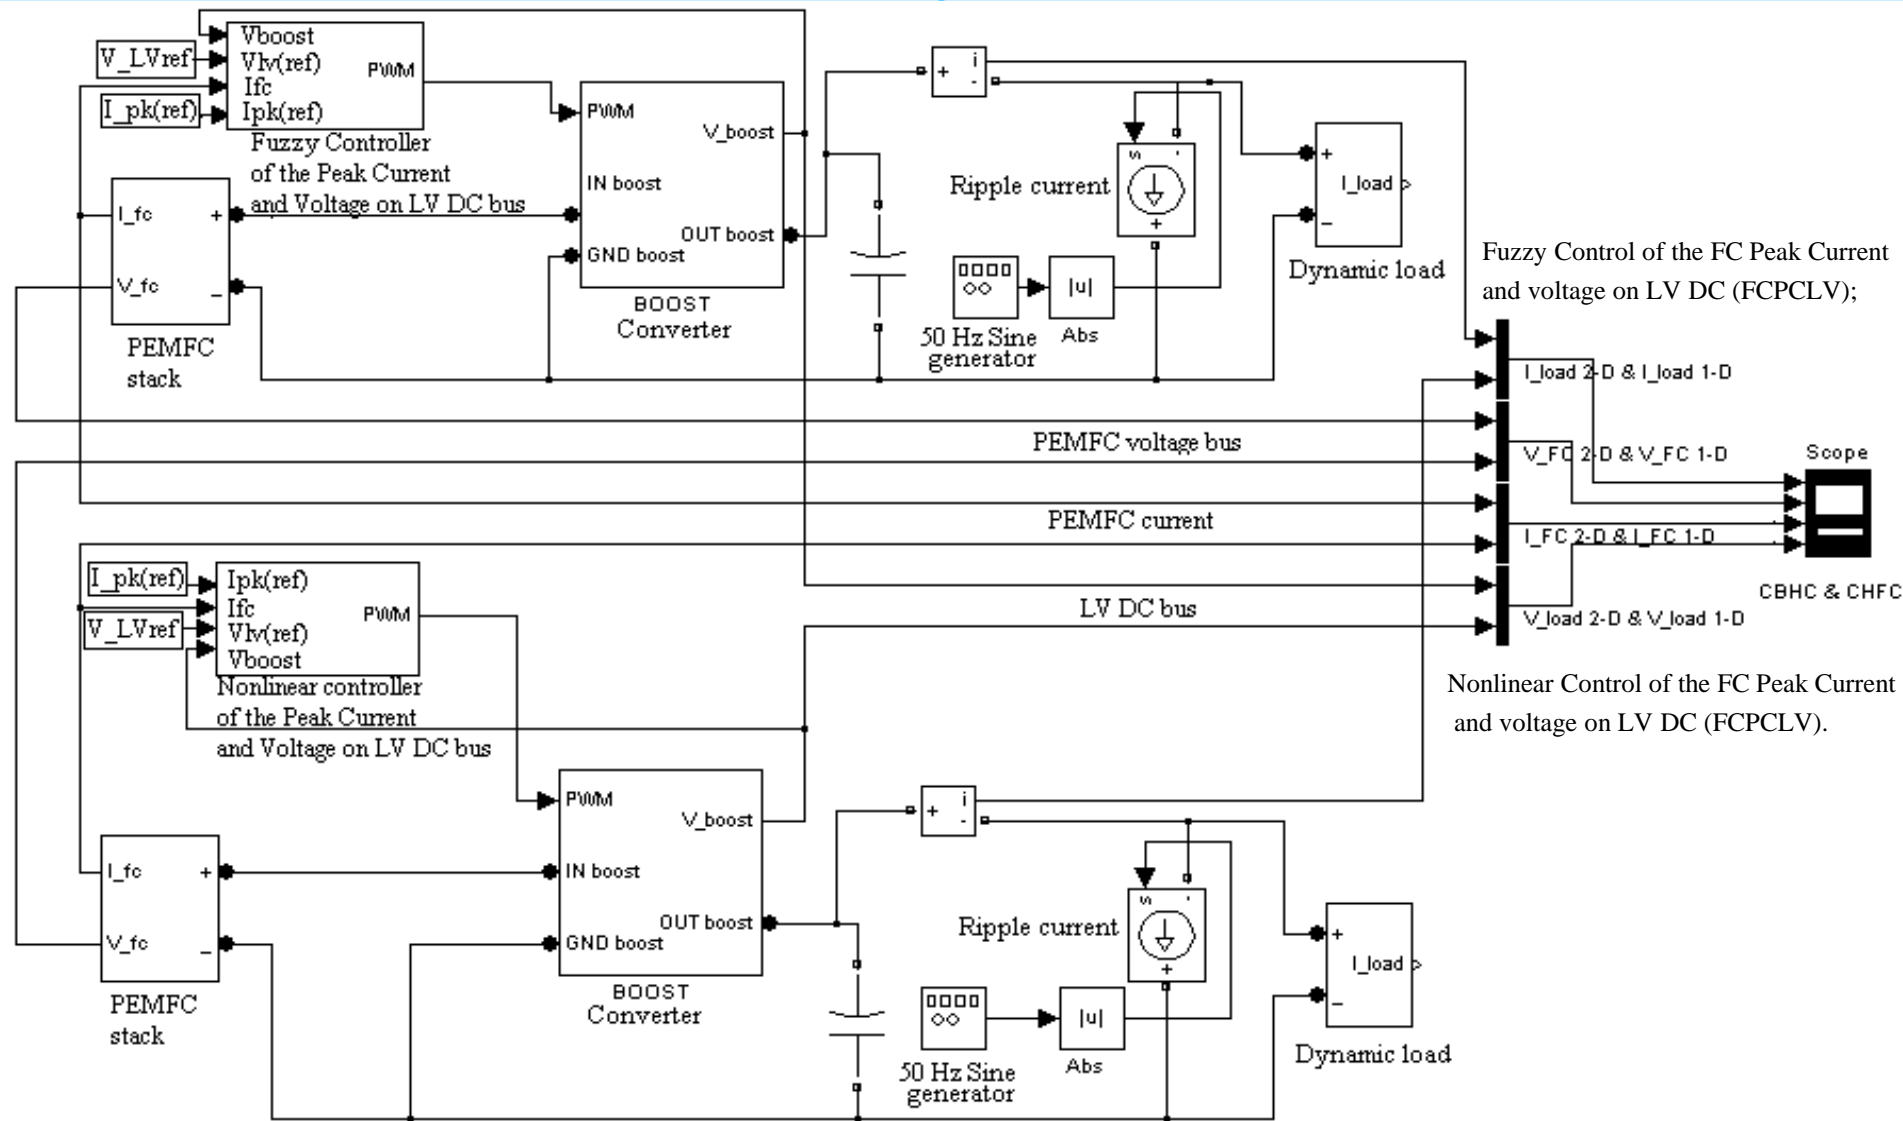 Vboost
V_LVref
Vlv(ref)
PWM
Ifc
I_pk(ref)
Ipk(ref)
Fuzzy Controller
of the Peak Current
and Voltage on LV DC bus
I_fc
+
V_fc
_
PEMFC
stack
PWM
V_boost
IN boost
OUT boost
GND boost
BOOST
Converter
+
i
-
Ripple current
s
-
+
50 Hz Sine
generator
|u|
Abs
+
I_load
_
Dynamic load
Fuzzy Control of the FC Peak Current
and voltage on LV DC (FCPCLV);
I_load 2-D & I_load 1-D
PEMFC voltage bus
V_FC 2-D & V_FC 1-D
Scope
PEMFC current
I_FC 2-D & I_FC 1-D
CBHC & CHFC
LV DC bus
V_load 2-D & V_load 1-D
I_pk(ref)
Ipk(ref)
Ifc
PWM
V_LVref
Vlv(ref)
Vboost
Nonlinear controller
of the Peak Current
and Voltage on LV DC bus
Nonlinear Control of the FC Peak Current
and voltage on LV DC (FCPCLV).
I_fc
+
V_fc
_
PEMFC
stack
PWM
V_boost
IN boost
OUT boost
GND boost
BOOST
Converter
+
i
-
Ripple current
s
-
+
50 Hz Sine
generator
|u|
Abs
+
I_load
_
Dynamic load